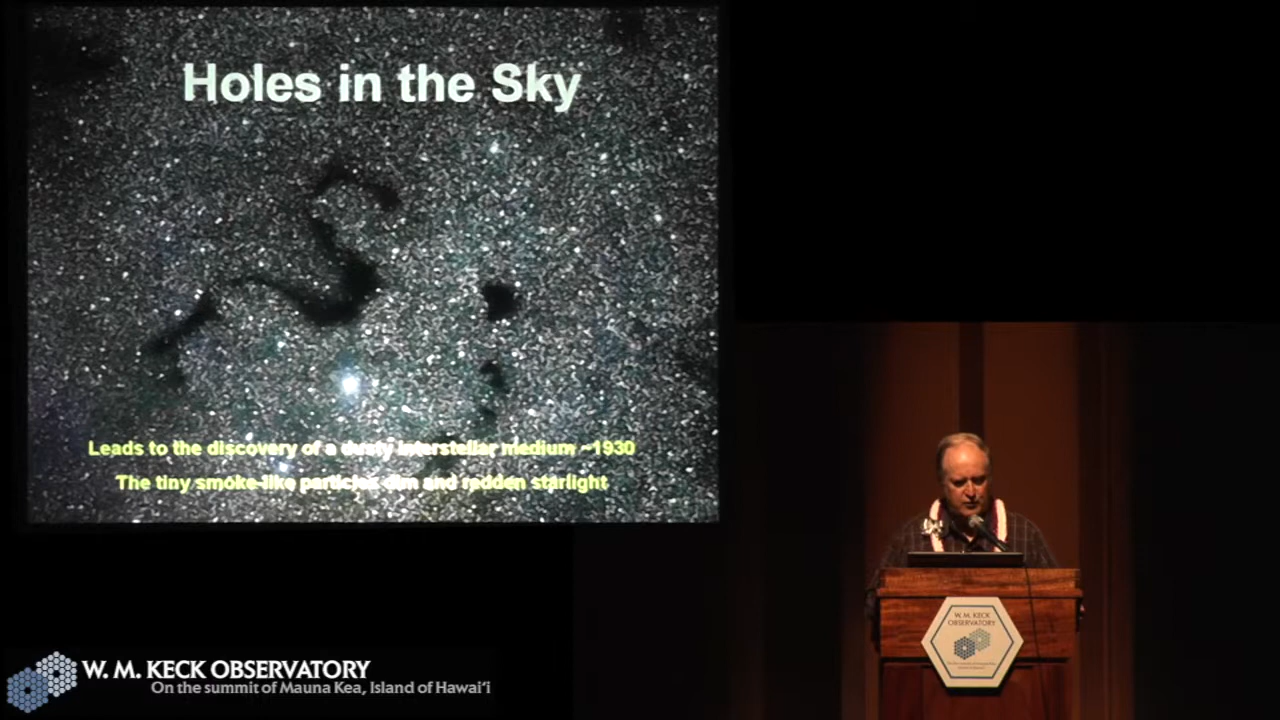 Holes in the Sky
Leads to the discovery of a dusty interstellar medium ~1930
The tiny smoke-like particles dim and redden starlight
W. M. KECK
OBSERVATORY
W. M. KECK OBSERVATORY
On the summit of Mauna Kea, Island of Hawai‘i